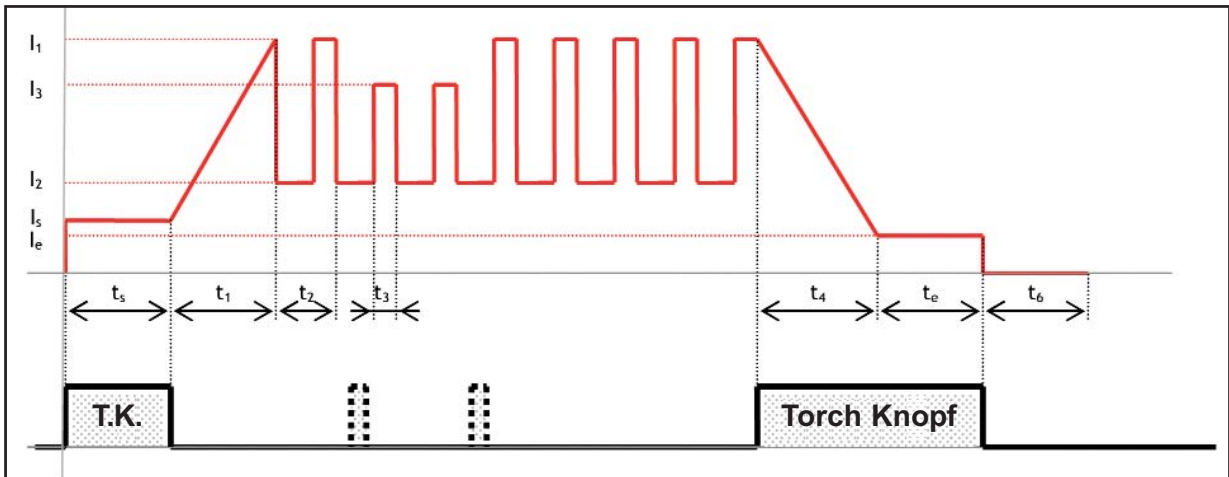 I₁
I₃
I₂
Iₛ
Iₑ
tₛ t₁ t₂ t₃ t₄ tₑ t₆
T.K. Torch Knopf